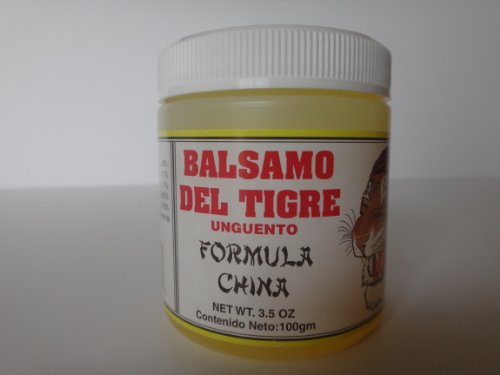 BALSAMO
DEL TIGRE
UNGUENTO
FORMULA
CHINA
NET WT. 3.5 OZ
Contenido Neto:100gm